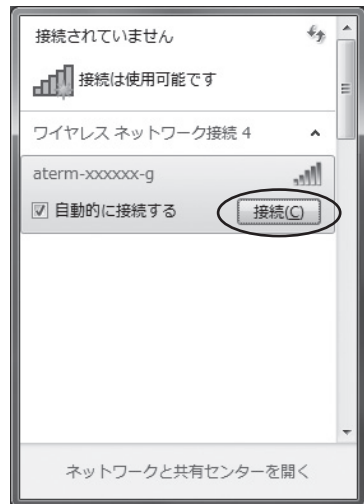 接続されていません
接続は使用可能です
ワイヤレス ネットワーク接続 4
aterm-xxxxxx-g
自動的に接続する
接続(C)
ネットワークと共有センターを開く